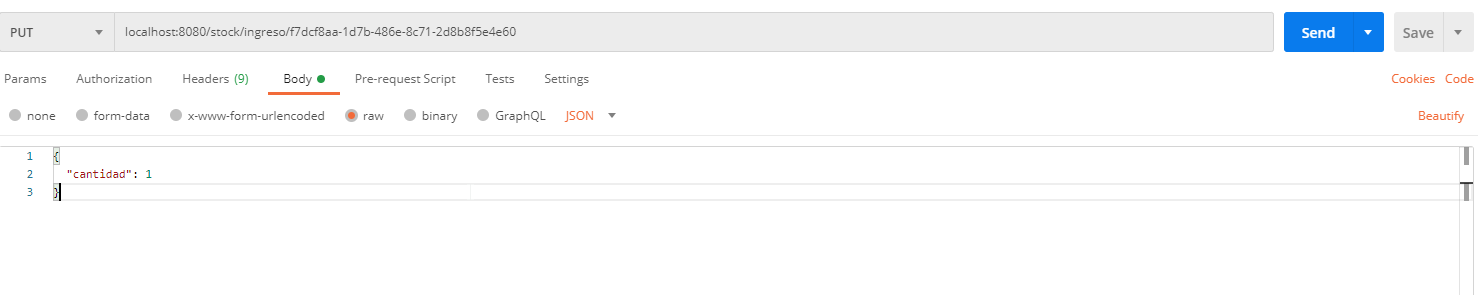 PUT localhost:8080/stock/ingreso/f7dcf8aa-1d7b-486e-8c71-2d8b8f5e4e60 Send Save
Params Authorization Headers (9) Body Pre-request Script Tests Settings Cookies Code
none form-data x-www-form-urlencoded raw binary GraphQL JSON Beautify
1 {
2 "cantidad": 1
3 }